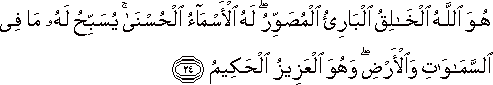 هُوَ ٱللَّهُ ٱلْخَـٰلِقُ ٱلْبَارِئُ ٱلْمُصَوِّرُ ۖ لَهُ ٱلْأَسْمَآءُ ٱلْحُسْنَىٰ ۚ يُسَبِّحُ لَهُۥ مَا فِى
ٱلسَّمَـٰوَٰتِ وَٱلْأَرْضِ ۖ وَهُوَ ٱلْعَزِيزُ ٱلْحَكِيمُ ﴿٢٤﴾